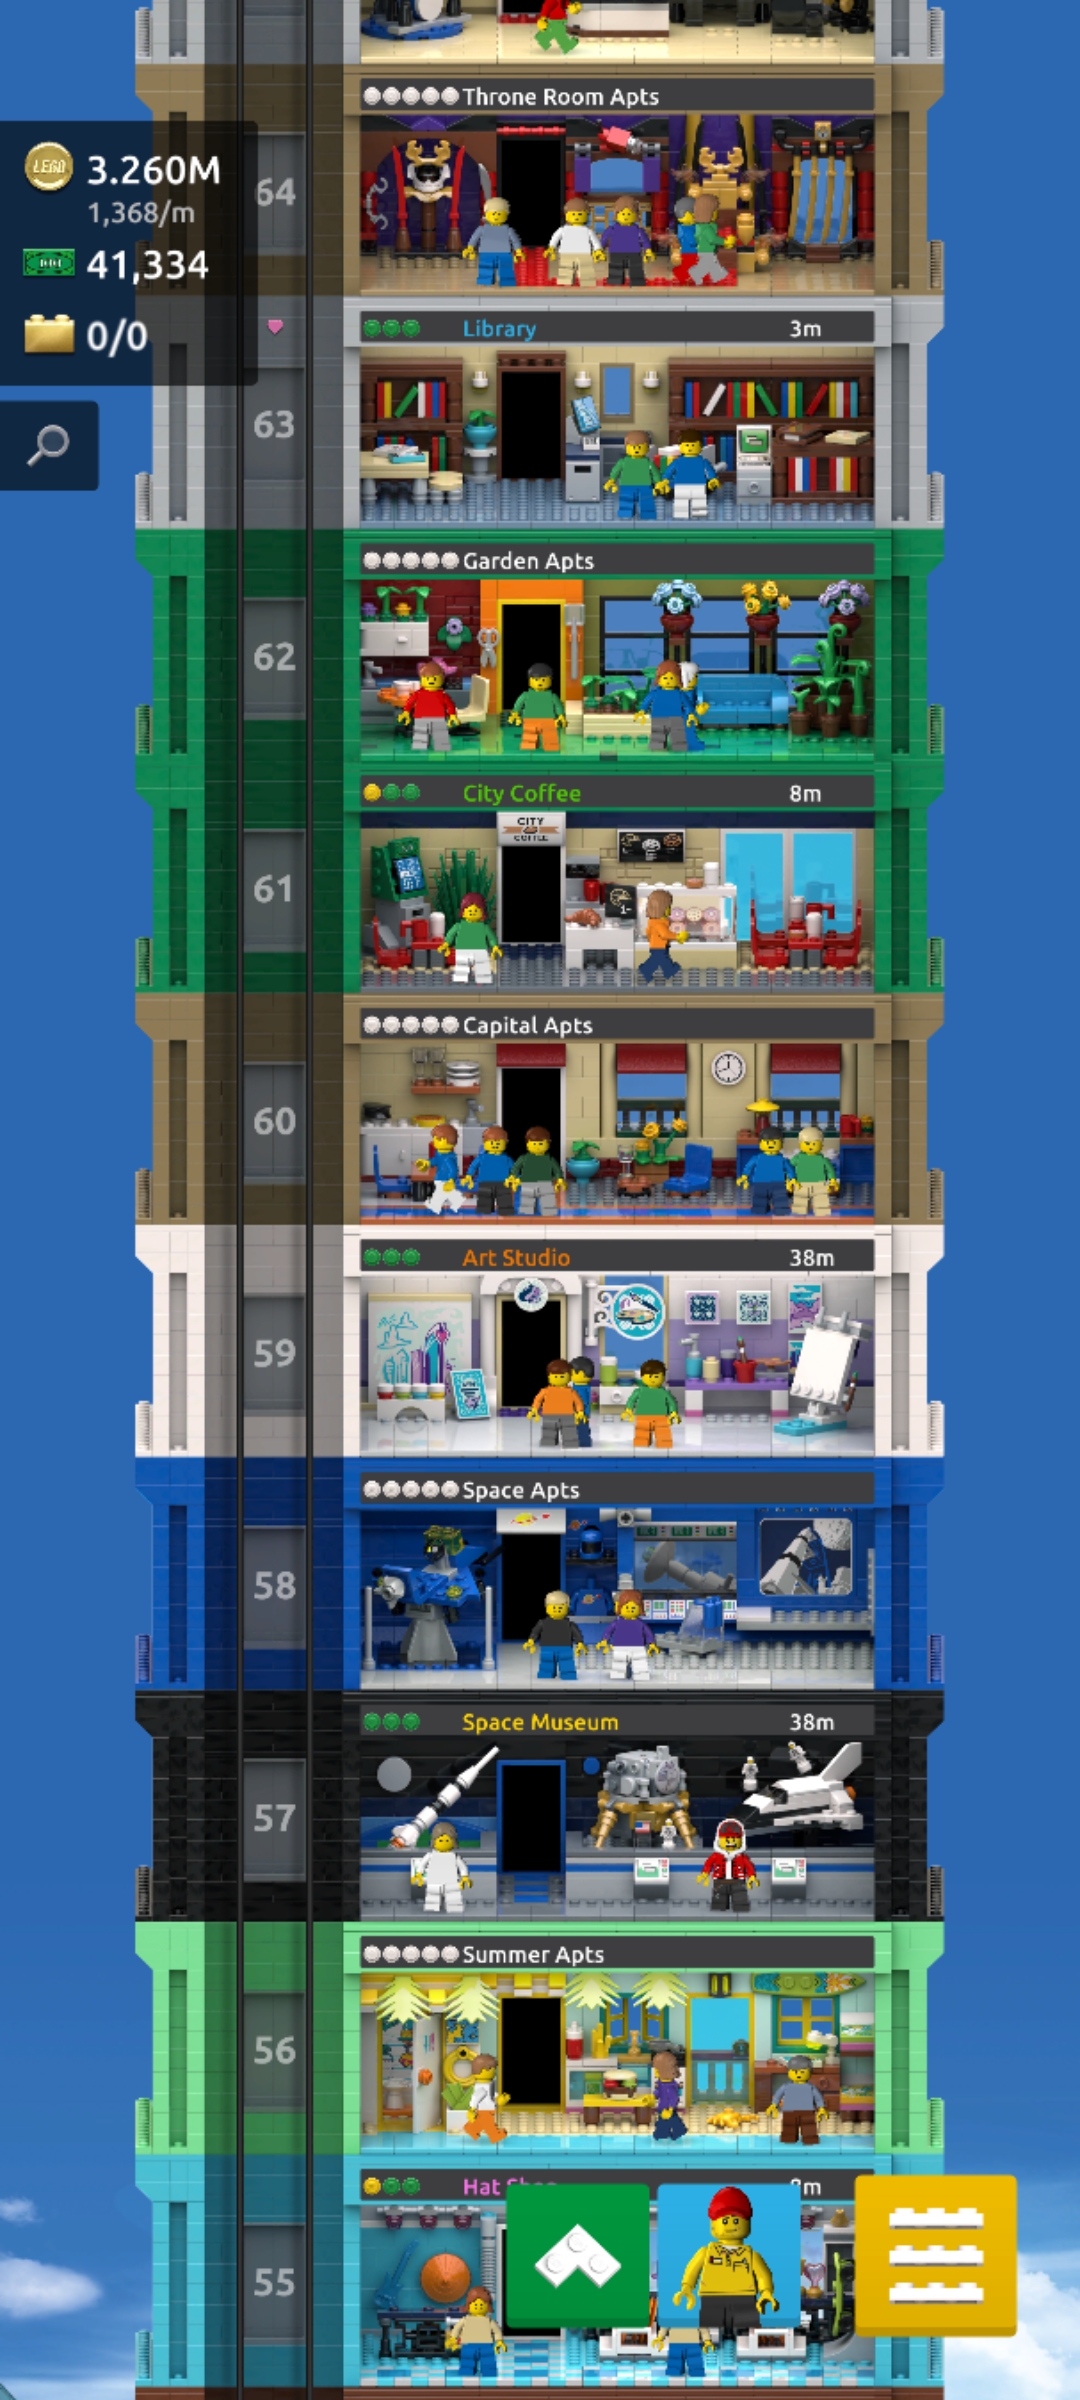 Throne Room Apts
LEGO 3.260M
1,368/m
64
41,334
0/0
Library 3m
63
Garden Apts
62
City Coffee 8m
CITY
COFFEE
61
Capital Apts
60
Art Studio 38m
59
Space Apts
58
Space Museum 38m
57
Summer Apts
56
Hat
55